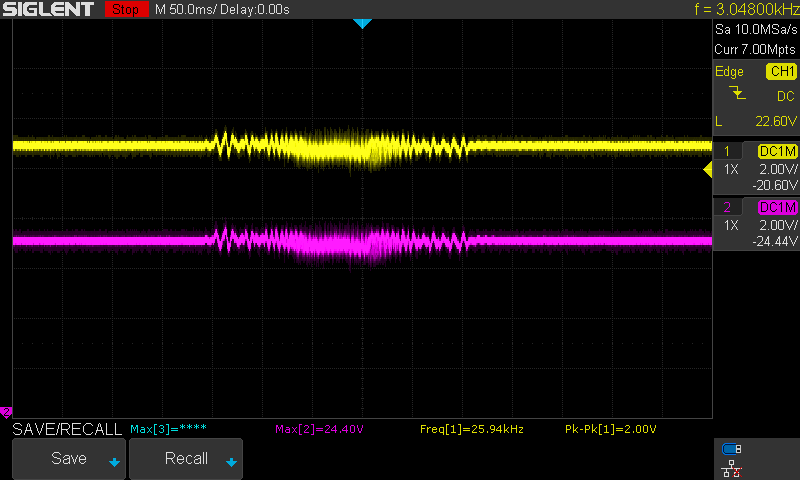 SIGLENT Stop M 50.0ms/ Delay:0.00s f = 3.04800kHz
Sa 10.0MSa/s
Curr 7.00Mpts
Edge CH1
DC
L 22.60V
1 DC1M
1X 2.00V/
-20.60V
2 DC1M
1X 2.00V/
-24.44V
2
SAVE/RECALL Max[3]=**** Max[2]=24.40V Freq[1]=25.94kHz Pk-Pk[1]=2.00V
Save Recall